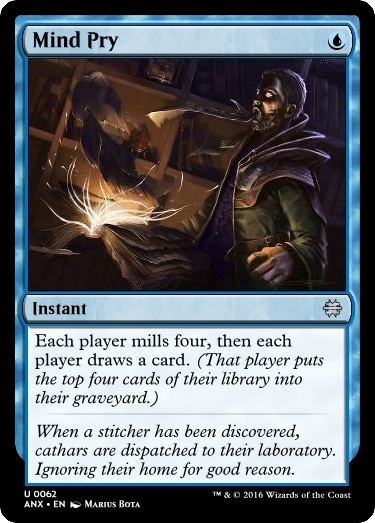 Mind Pry
Instant
Each player mills four, then each
player draws a card. (That player puts
the top four cards of their library into
their graveyard.)
When a stitcher has been discovered,
cathars are dispatched to their laboratory.
Ignoring their home for good reason.
U 0062
ANX • EN Marius Bota
™ & © 2016 Wizards of the Coast